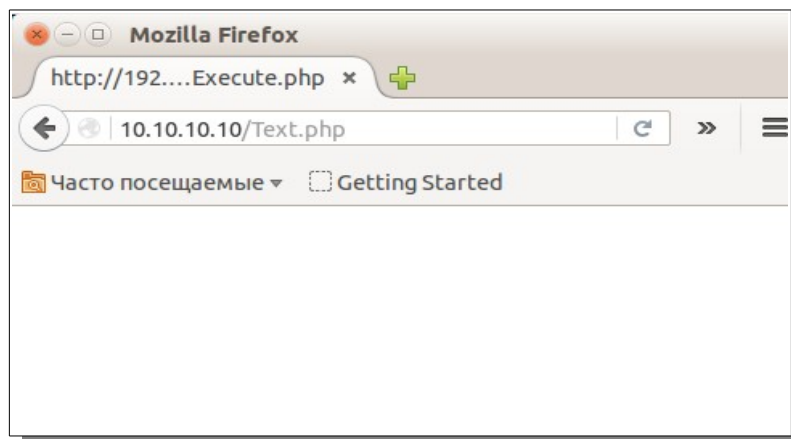 Mozilla Firefox
http://192....Execute.php
10.10.10.10/Text.php
Часто посещаемые
Getting Started